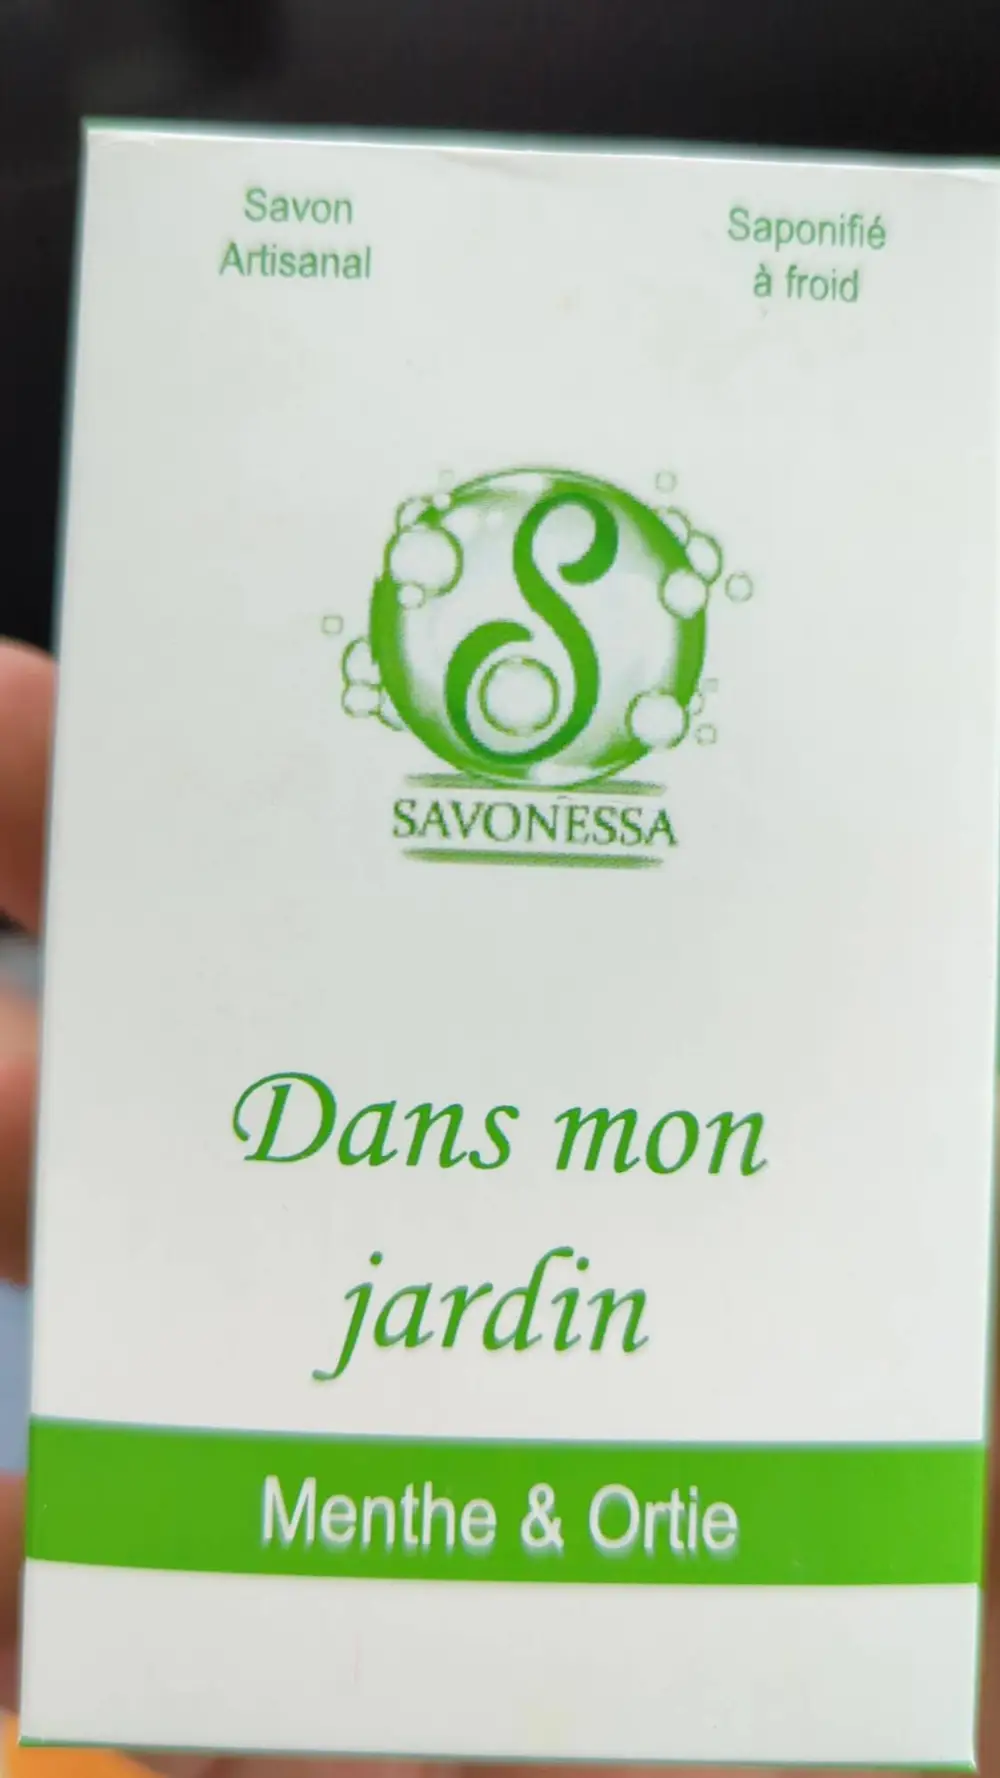 Savon
Artisanal
Saponifié
à froid
SAVONESSA
Dans mon
jardin
Menthe & Ortie